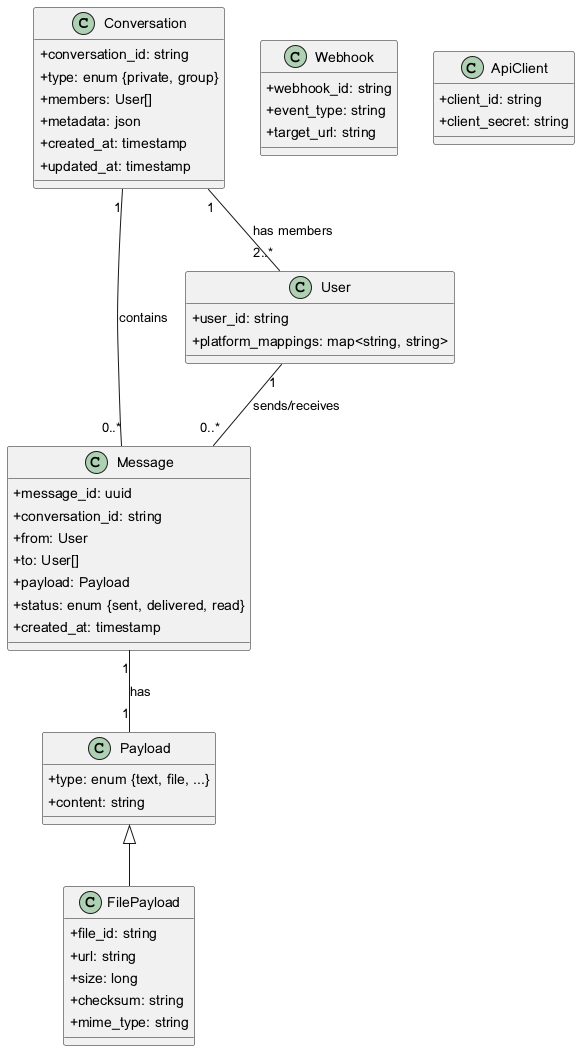 C Conversation
+conversation_id: string
+type: enum {private, group}
+members: User[]
+metadata: json
+created_at: timestamp
+updated_at: timestamp
C Webhook
+webhook_id: string
+event_type: string
+target_url: string
C ApiClient
+client_id: string
+client_secret: string
1
1
has members
2..*
C User
+user_id: string
+platform_mappings: map<string, string>
contains
1
sends/receives
0..*
0..*
C Message
+message_id: uuid
+conversation_id: string
+from: User
+to: User[]
+payload: Payload
+status: enum {sent, delivered, read}
+created_at: timestamp
1
has
1
C Payload
+type: enum {text, file, ...}
+content: string
C FilePayload
+file_id: string
+url: string
+size: long
+checksum: string
+mime_type: string